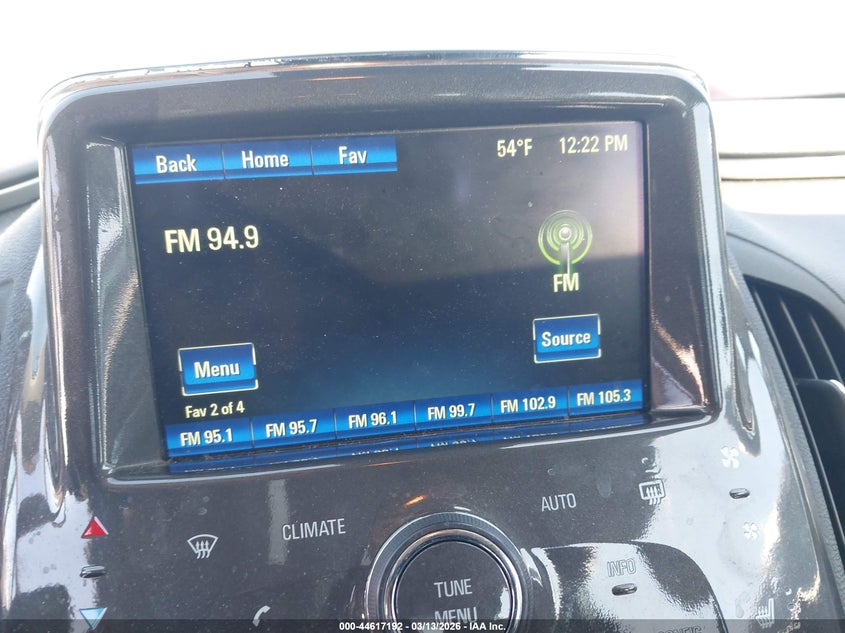 Back Home Fav 54°F 12:22 PM
FM 94.9
FM
Menu Source
Fav 2 of 4
FM 95.1 FM 95.7 FM 96.1 FM 99.7 FM 102.9 FM 105.3
CLIMATE AUTO
TUNE INFO
MENU
000-44617192 - 03/13/2026 - IAA Inc.